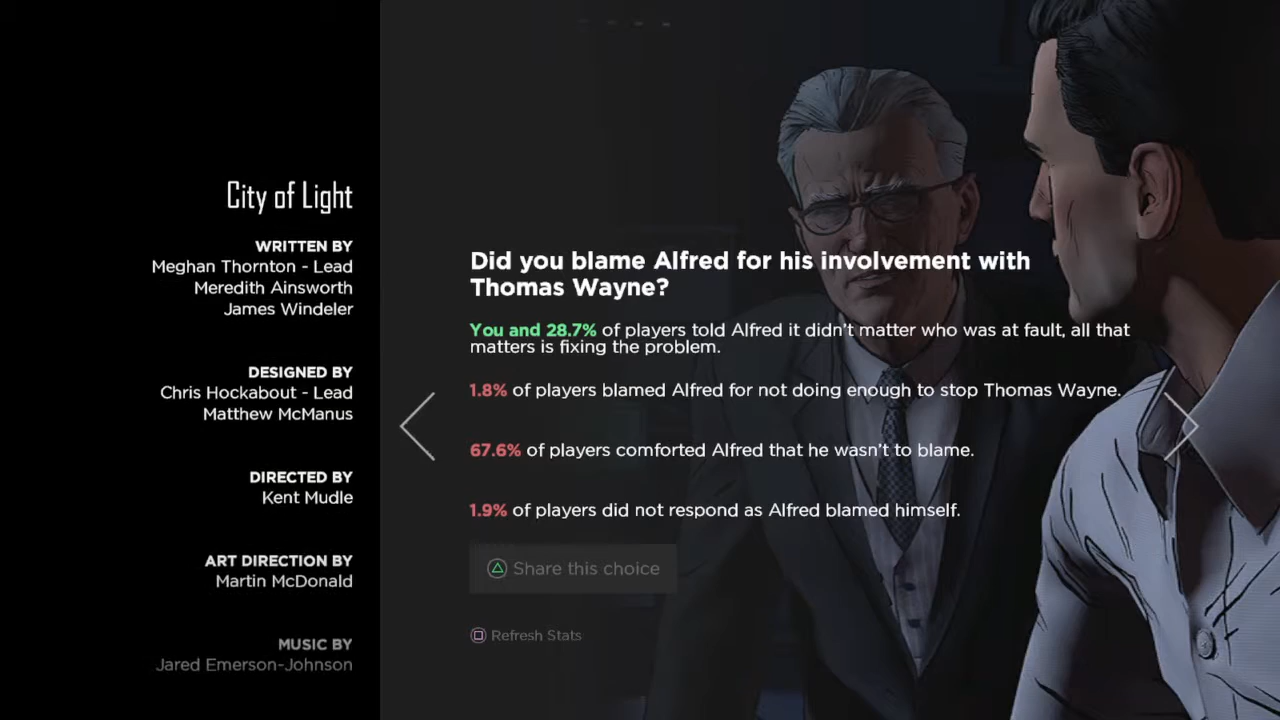 City of Light
WRITTEN BY
Meghan Thornton - Lead
Meredith Ainsworth
James Windeler
DESIGNED BY
Chris Hockabout - Lead
Matthew McManus
DIRECTED BY
Kent Mudle
ART DIRECTION BY
Martin McDonald
MUSIC BY
Jared Emerson-Johnson
Did you blame Alfred for his involvement with
Thomas Wayne?
You and 28.7% of players told Alfred it didn't matter who was at fault, all that
matters is fixing the problem.
1.8% of players blamed Alfred for not doing enough to stop Thomas Wayne.
67.6% of players comforted Alfred that he wasn't to blame.
1.9% of players did not respond as Alfred blamed himself.
Share this choice
Refresh Stats